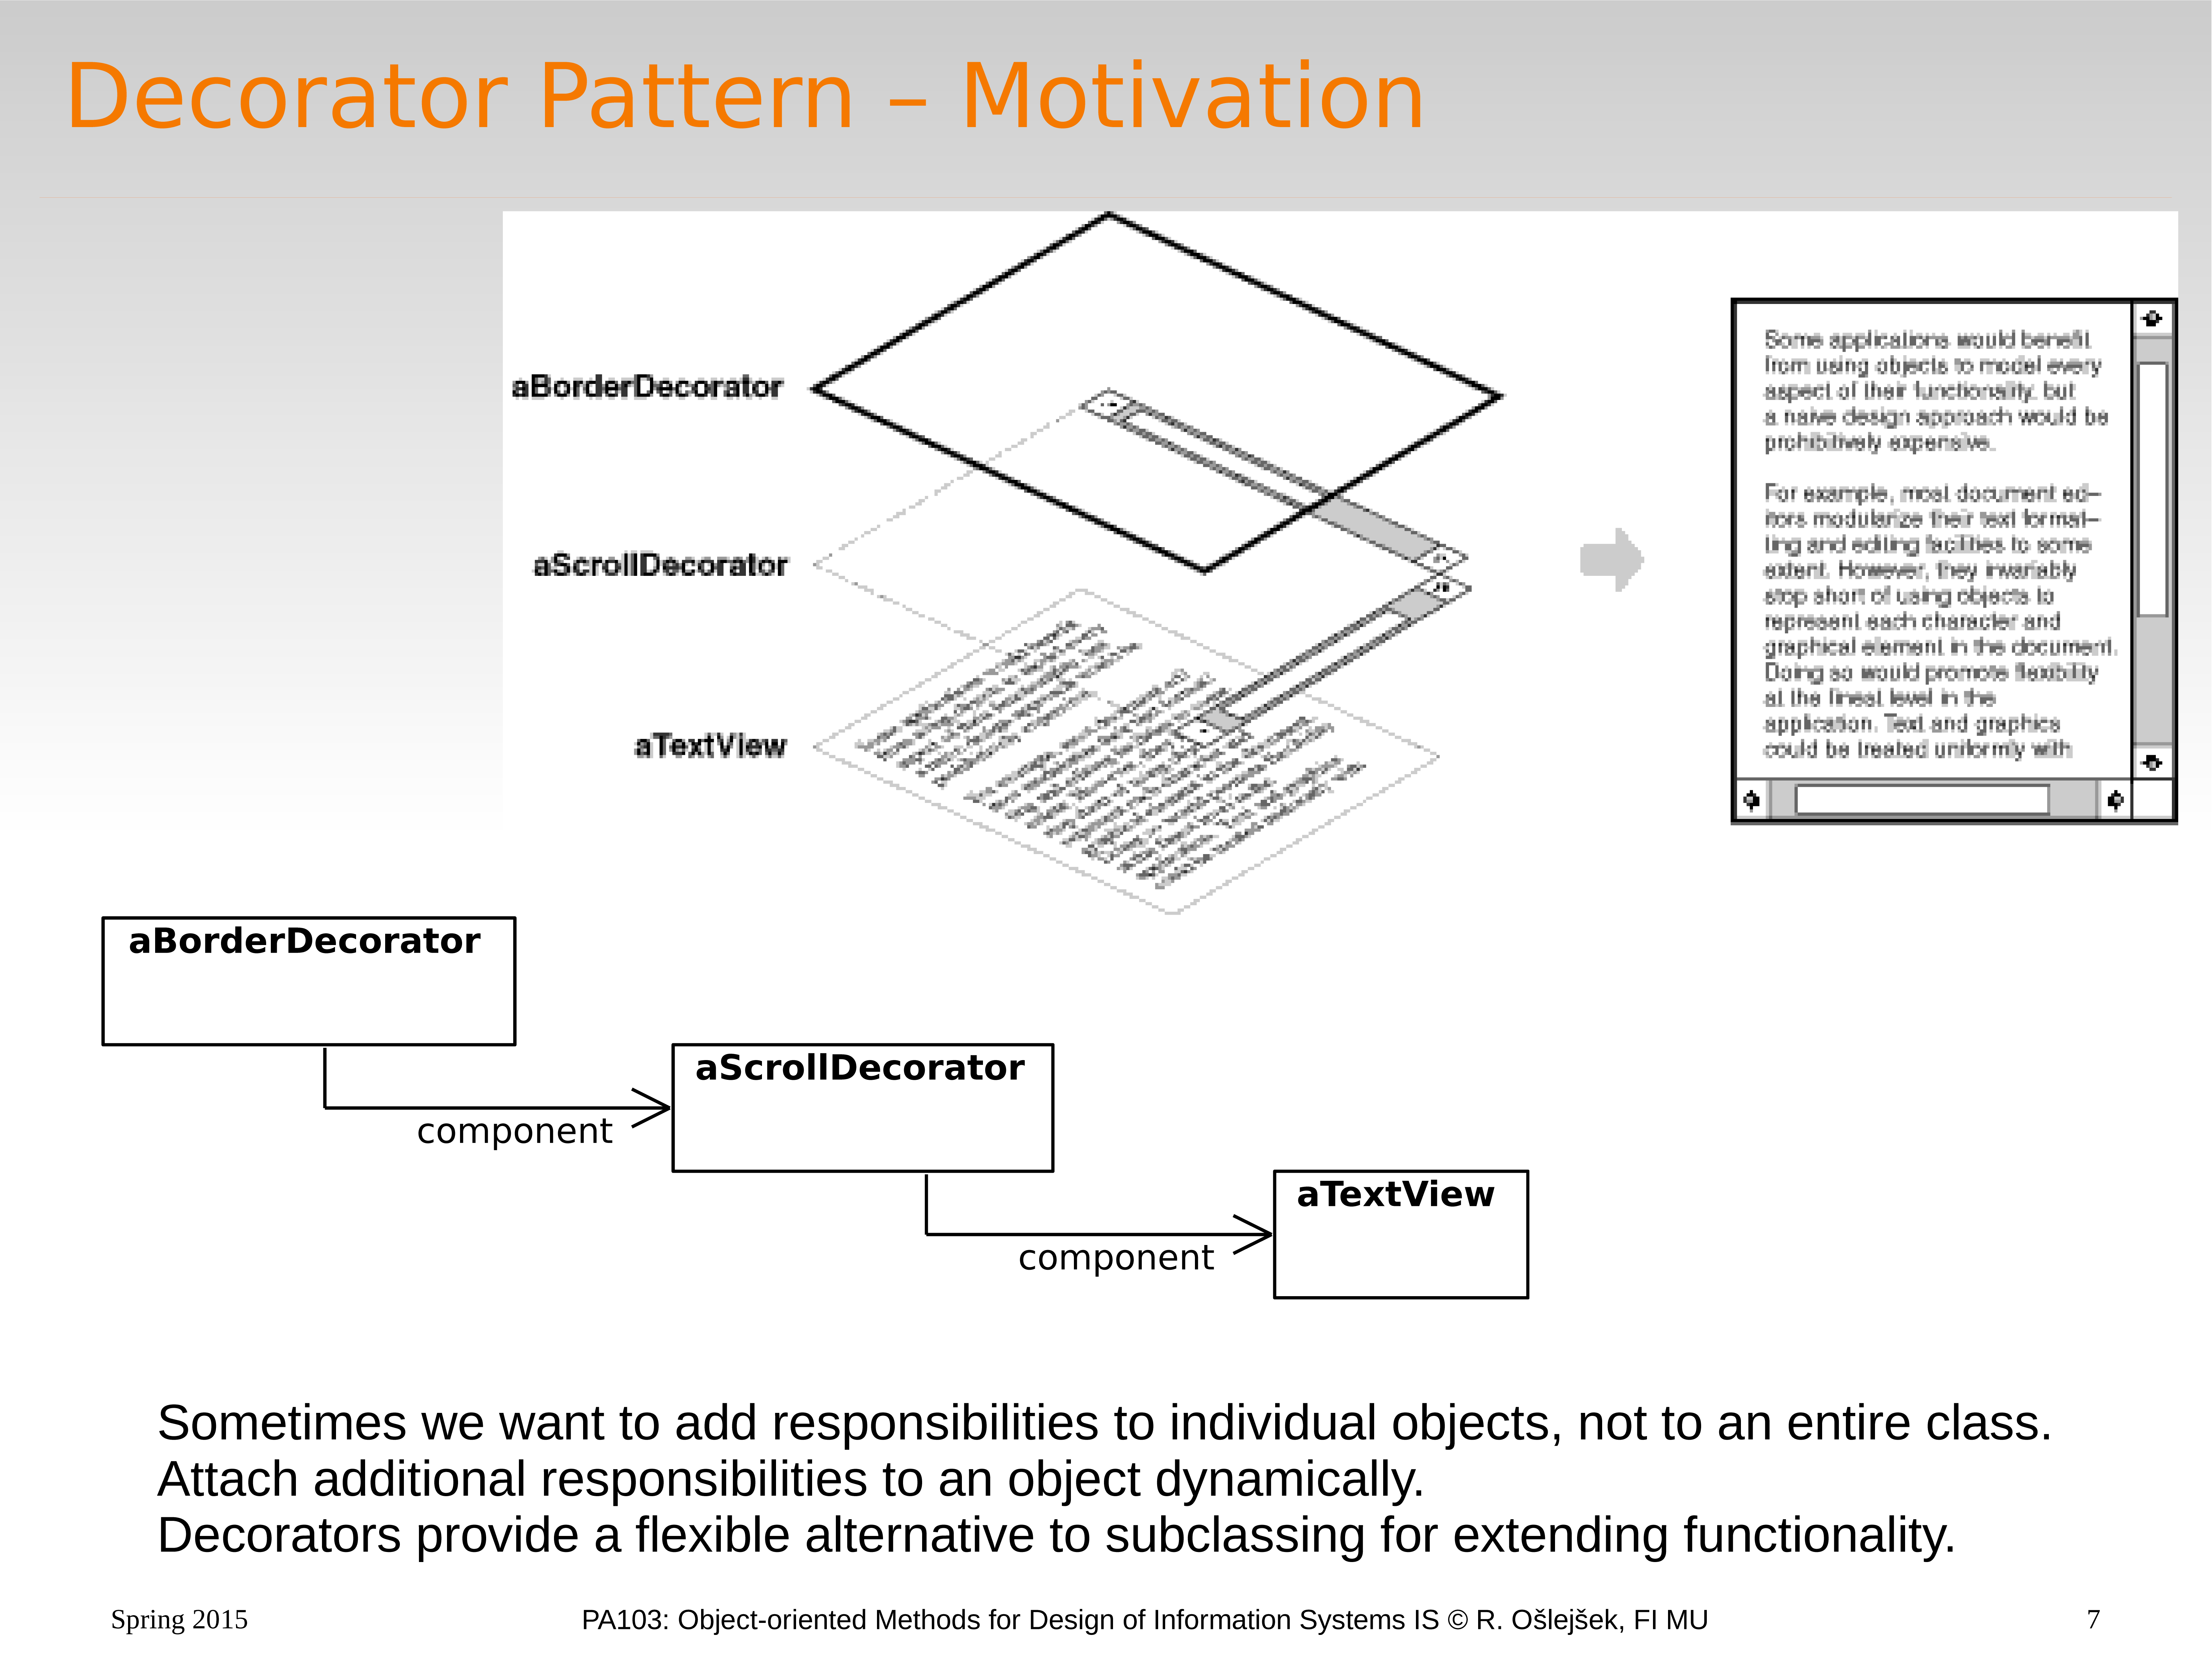 Decorator Pattern – Motivation
aBorderDecorator
aScrollDecorator
aTextView
Some applications would benefit
from using objects to model every
aspect of their functionality, but
a naive design approach would be
prohibitively expensive.
For example, most document ed–
itors modularize their text format–
ting and editing facilities to some
extent. However, they invariably
stop short of using objects to
represent each character and
graphical element in the document.
Doing so would promote flexibility
at the finest level in the
application. Text and graphics
could be treated uniformly with
aBorderDecorator
component
aScrollDecorator
component
aTextView
Sometimes we want to add responsibilities to individual objects, not to an entire class.
Attach additional responsibilities to an object dynamically.
Decorators provide a flexible alternative to subclassing for extending functionality.
Spring 2015
PA103: Object-oriented Methods for Design of Information Systems IS © R. Ošlejšek, FI MU
7